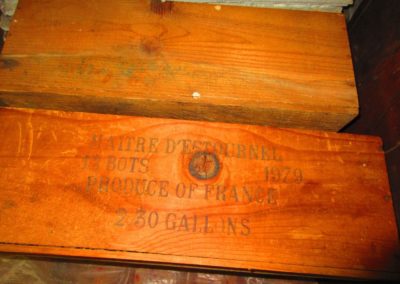 MAITRE D'ESTOURNEL
12 BOTS 1979
PRODUCE OF FRANCE
2.30 GALLONS